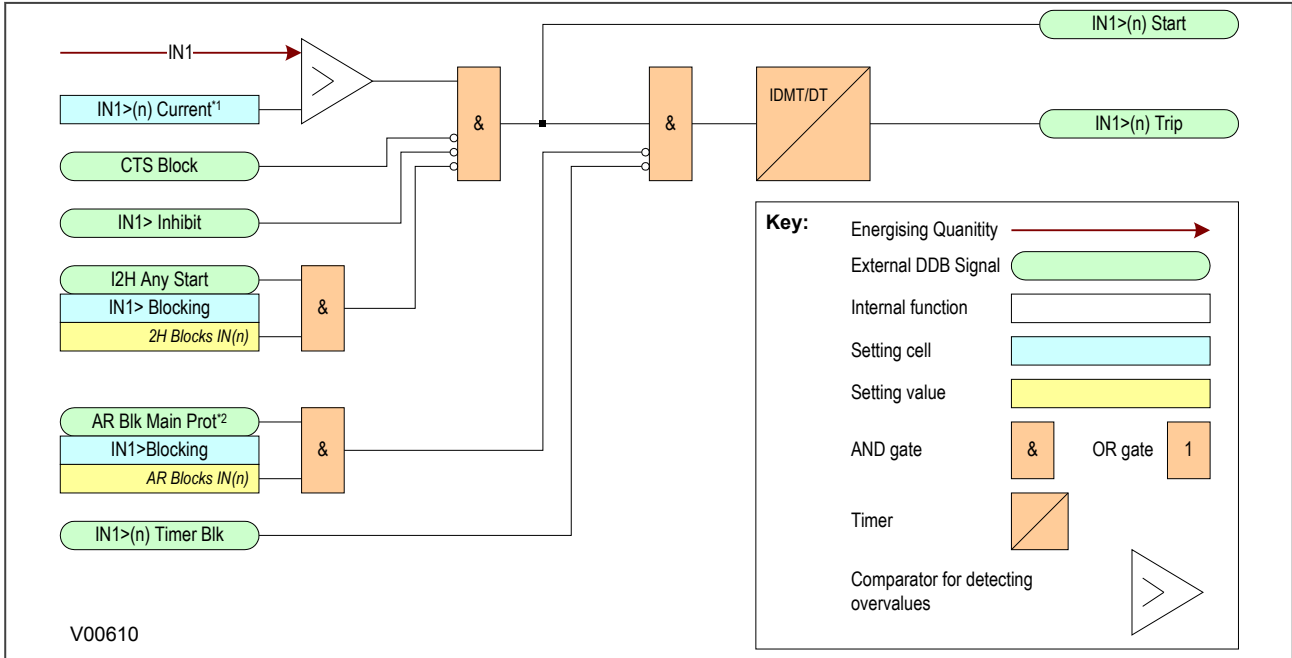 IN1>(n) Start
IN1
IN1>(n) Current*1
&
&
IDMT/DT
IN1>(n) Trip
CTS Block
IN1> Inhibit
I2H Any Start
IN1> Blocking
2H Blocks IN(n)
&
AR Blk Main Prot*2
IN1>Blocking
AR Blocks IN(n)
&
IN1>(n) Timer Blk
Key:
Energising Quanitity
External DDB Signal
Internal function
Setting cell
Setting value
AND gate
&
OR gate
1
Timer
Comparator for detecting
overvalues
V00610